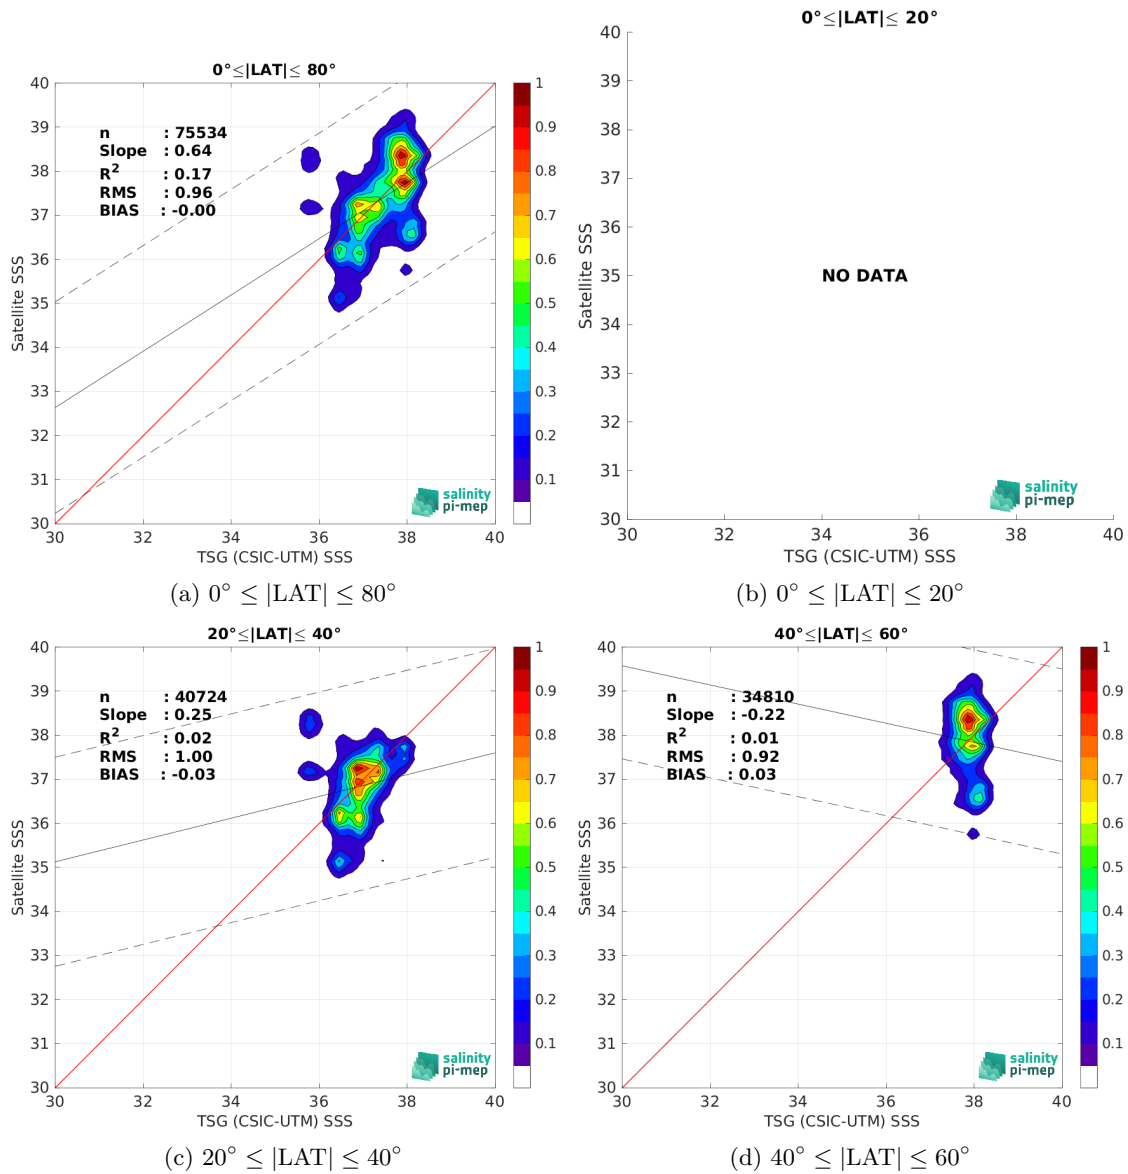 0°≤|LAT|≤ 80°
40
39
38
37
36
35
34
33
32
31
30
Satellite SSS
n : 75534
Slope : 0.64
R² : 0.17
RMS : 0.96
BIAS : -0.00
salinity
pi-mep
30 32 34 36 38 40
TSG (CSIC-UTM) SSS
1
0.9
0.8
0.7
0.6
0.5
0.4
0.3
0.2
0.1
(a) 0° ≤ |LAT| ≤ 80°
0°≤|LAT|≤ 20°
40
39
38
37
36
35
34
33
32
31
30
Satellite SSS
NO DATA
salinity
pi-mep
30 32 34 36 38 40
TSG (CSIC-UTM) SSS
(b) 0° ≤ |LAT| ≤ 20°
20°≤|LAT|≤ 40°
40
39
38
37
36
35
34
33
32
31
30
Satellite SSS
n : 40724
Slope : 0.25
R² : 0.02
RMS : 1.00
BIAS : -0.03
salinity
pi-mep
30 32 34 36 38 40
TSG (CSIC-UTM) SSS
1
0.9
0.8
0.7
0.6
0.5
0.4
0.3
0.2
0.1
(c) 20° ≤ |LAT| ≤ 40°
40°≤|LAT|≤ 60°
40
39
38
37
36
35
34
33
32
31
30
Satellite SSS
n : 34810
Slope : -0.22
R² : 0.01
RMS : 0.92
BIAS : 0.03
salinity
pi-mep
30 32 34 36 38 40
TSG (CSIC-UTM) SSS
1
0.9
0.8
0.7
0.6
0.5
0.4
0.3
0.2
0.1
(d) 40° ≤ |LAT| ≤ 60°